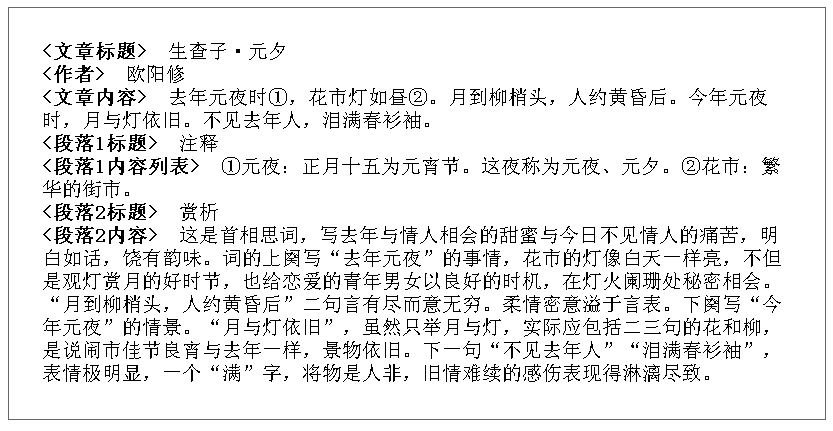 <文章标题> 生查子·元夕
<作者> 欧阳修
<文章内容> 去年元夜时①，花市灯如昼②。月到柳梢头，人约黄昏后。今年元夜
时，月与灯依旧。不见去年人，泪满春衫袖。
<段落1标题> 注释
<段落1内容列表> ①元夜：正月十五为元宵节。这夜称为元夜、元夕。②花市：繁
华的街市。
<段落2标题> 赏析
<段落2内容> 这是首相思词，写去年与情人相会的甜蜜与今日不见情人的痛苦，明
白如话，饶有韵味。词的上阕写“去年元夜”的事情，花市的灯像白天一样亮，不但
是观灯赏月的好时节，也给恋爱的青年男女以良好的时机，在灯火阑珊处秘密相会。
“月到柳梢头，人约黄昏后”二句言有尽而意无穷。柔情密意溢于言表。下阕写“今
年元夜”的情景。“月与灯依旧”，虽然只举月与灯，实际应包括二三句的花和柳，
是说闹市佳节良宵与去年一样，景物依旧。下一句“不见去年人”“泪满春衫袖”，
表情极明显，一个“满”字，将物是人非，旧情难续的感伤表现得淋漓尽致。